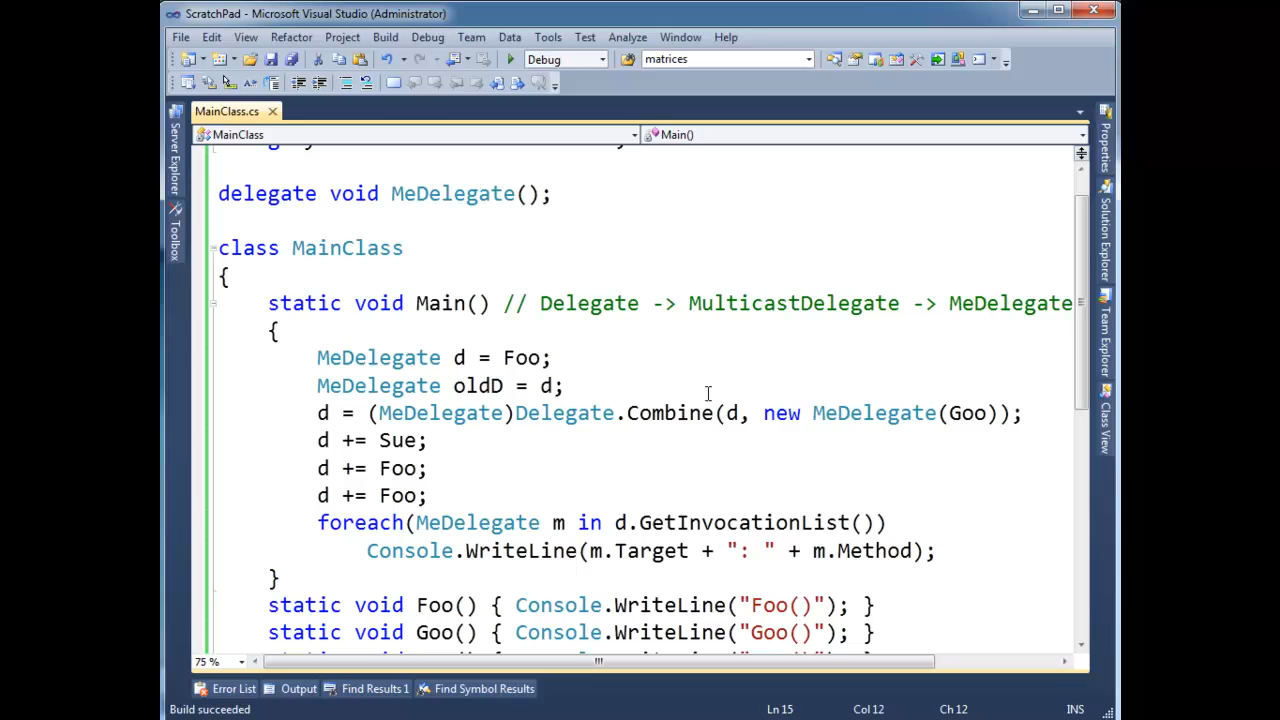 ScratchPad - Microsoft Visual Studio (Administrator)
File Edit View Refactor Project Build Debug Team Data Tools Test Analyze Window Help
Debug matrices
MainClass.cs
MainClass Main()
delegate void MeDelegate();
class MainClass
{
static void Main() // Delegate -> MulticastDelegate -> MeDelegate
{
MeDelegate d = Foo;
MeDelegate oldD = d;
d = (MeDelegate)Delegate.Combine(d, new MeDelegate(Goo));
d += Sue;
d += Foo;
d += Foo;
foreach(MeDelegate m in d.GetInvocationList())
Console.WriteLine(m.Target + ": " + m.Method);
}
static void Foo() { Console.WriteLine("Foo()"); }
static void Goo() { Console.WriteLine("Goo()"); }
75 %
Server Explorer
Toolbox
Properties
Solution Explorer
Team Explorer
Class View
Error List Output Find Results 1 Find Symbol Results
Build succeeded Ln 15 Col 12 Ch 12 INS